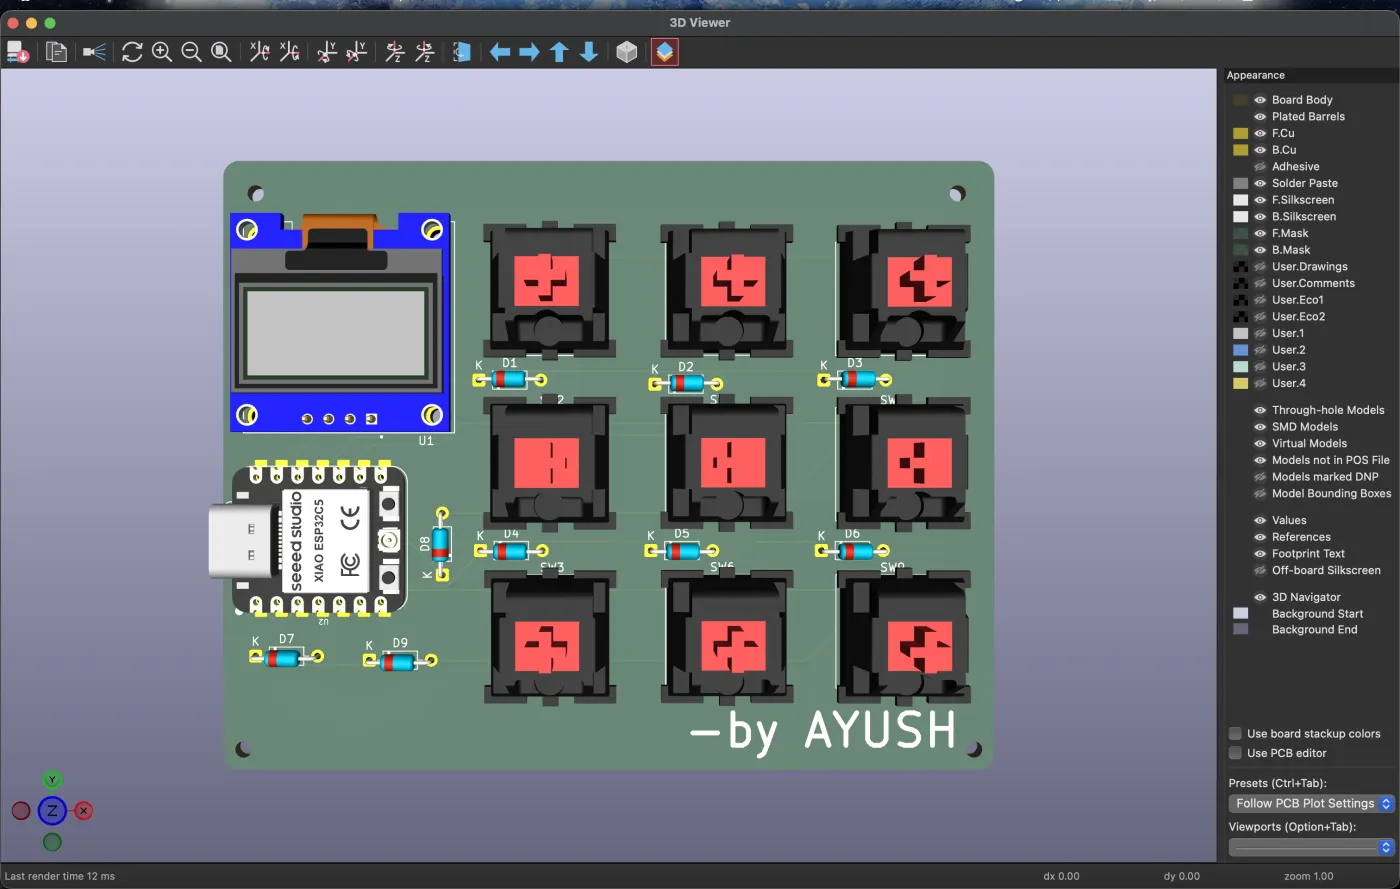 3D Viewer
Appearance
Board Body
Plated Barrels
F.Cu
B.Cu
Adhesive
Solder Paste
F.Silkscreen
B.Silkscreen
F.Mask
B.Mask
User.Drawings
User.Comments
User.Eco1
User.Eco2
User.1
User.2
User.3
User.4
Through-hole Models
SMD Models
Virtual Models
Models not in POS File
Models marked DNP
Model Bounding Boxes
Values
References
Footprint Text
Off-board Silkscreen
3D Navigator
Background Start
Background End
Use board stackup colors
Use PCB editor
Presets (Ctrl+Tab):
Follow PCB Plot Settings
Viewports (Option+Tab):
K D1
K D2
K D3
U1
seeed studio
XIAO ESP32C5
FC CE
U2
D8
K
K D4
K D5
K D6
SW3
K D7
K D9
–by AYUSH
Y
Z X
Last render time 12 ms
dx 0.00
dy 0.00
zoom 1.00